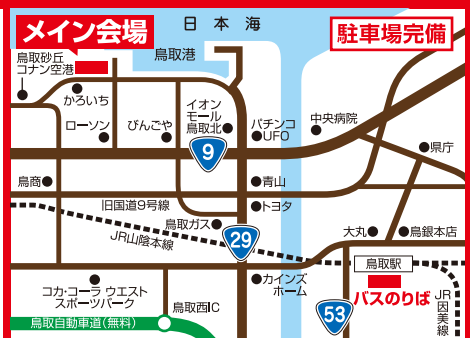 メイン会場
日本海
駐車場完備
鳥取砂丘
コナン空港
鳥取港
かろいち
ローソン
びんごや
イオン
モール
鳥取北
パチンコ
UFO
中央病院
県庁
9
鳥商
青山
旧国道9号線
トヨタ
鳥取ガス
JR山陰本線
29
大丸
鳥銀本店
鳥取駅
バスのりば
コカ・コーラ ウエスト
スポーツパーク
カインズ
ホーム
鳥取西IC
鳥取自動車道(無料)
53
JR因美線